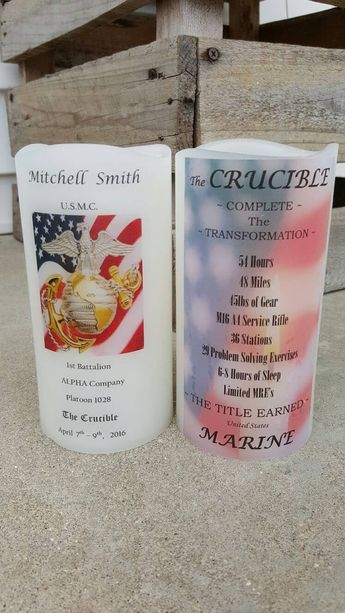 Mitchell Smith
U.S.M.C.
1st Battalion
ALPHA Company
Platoon 1028
The Crucible
April 7th – 9th, 2016
The CRUCIBLE
~ COMPLETE ~
The
~ TRANSFORMATION ~
54 Hours
48 Miles
45lbs of Gear
M16 A4 Service Rifle
36 Stations
29 Problem Solving Exercises
6-8 Hours of Sleep
Limited MRE's
~ THE TITLE EARNED ~
United States
MARINE